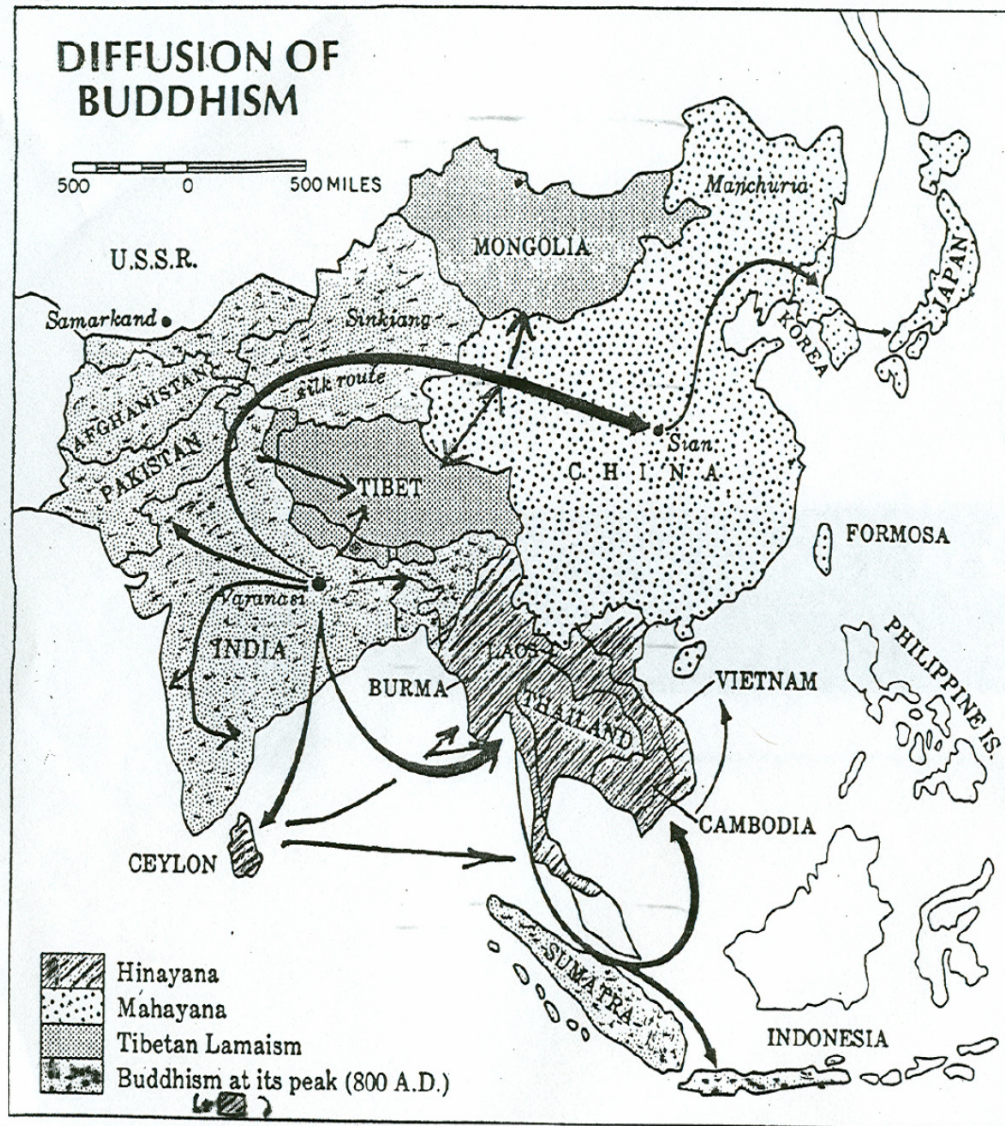 DIFFUSION OF
BUDDHISM
500 0 500 MILES
U.S.S.R.
Samarkand
MONGOLIA
Manchuria
Sinkiang
silk route
AFGHANISTAN
PAKISTAN
TIBET
Sian
CHINA
KOREA
JAPAN
FORMOSA
Varanasi
INDIA
BURMA
LAOS
THAILAND
VIETNAM
CAMBODIA
PHILIPPINE IS.
CEYLON
SUMATRA
INDONESIA
Hinayana
Mahayana
Tibetan Lamaism
Buddhism at its peak (800 A.D.)